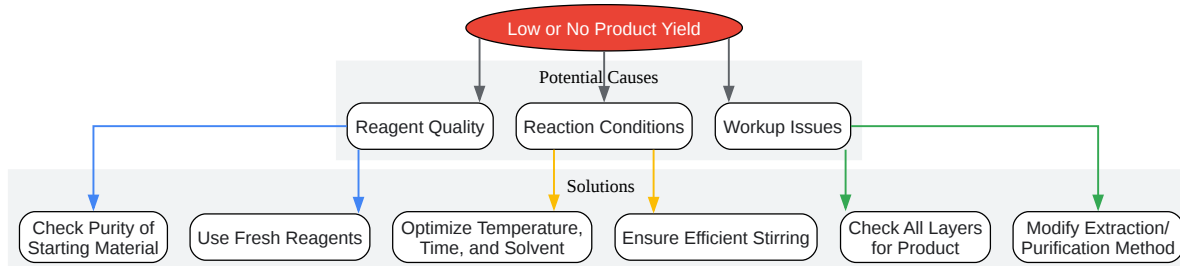 Low or No Product Yield
Potential Causes
Reagent Quality
Reaction Conditions
Workup Issues
Solutions
Check Purity of
Starting Material
Use Fresh Reagents
Optimize Temperature,
Time, and Solvent
Ensure Efficient Stirring
Check All Layers
for Product
Modify Extraction/
Purification Method